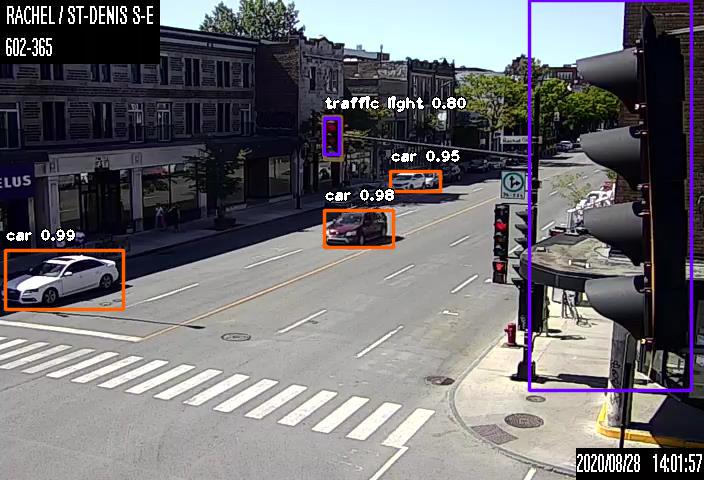 RACHEL / ST-DENIS S-E
602-365
traffic light 0.80
car 0.95
car 0.98
car 0.99
ELUS
2020/08/28 14:01:57